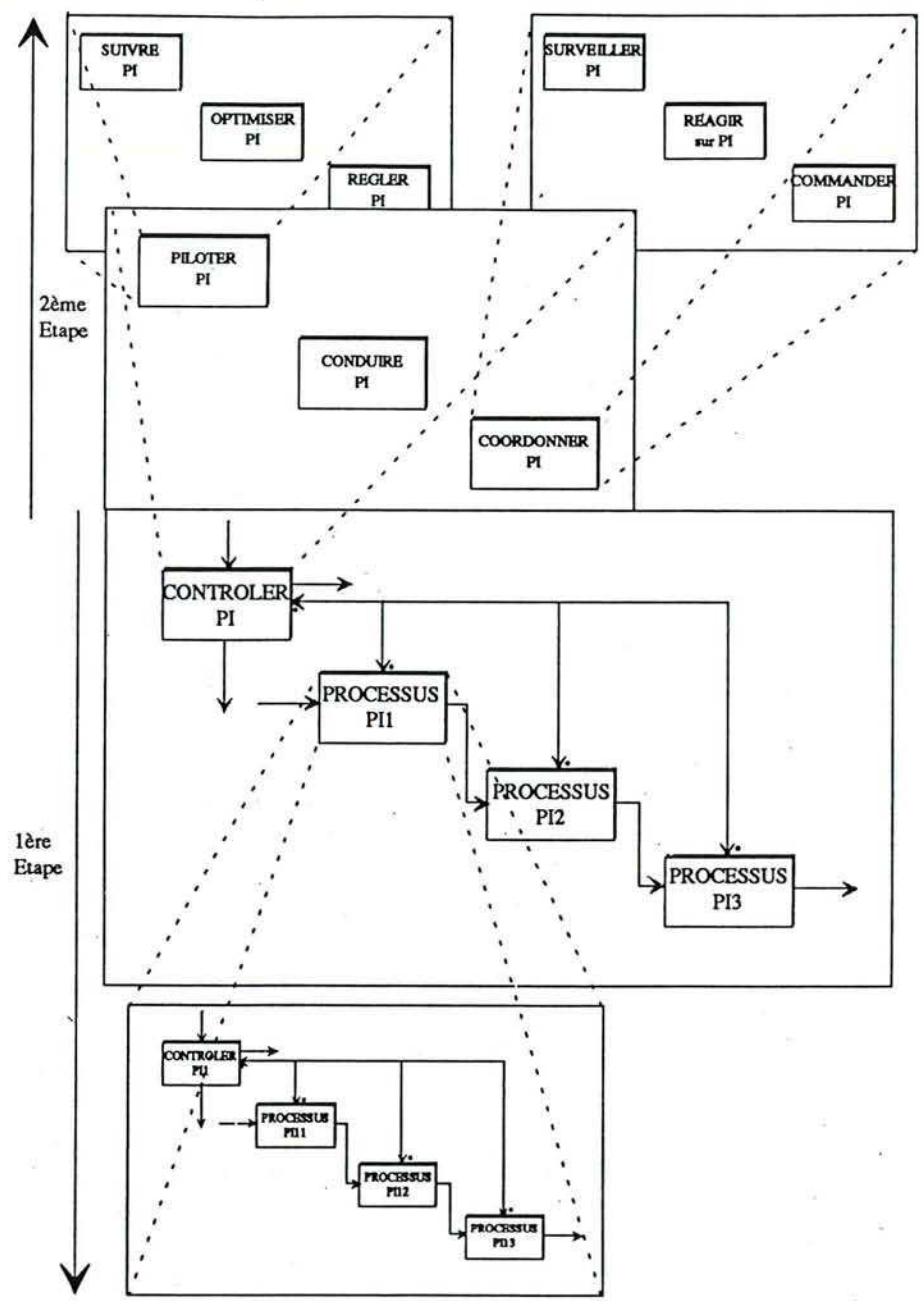 SUIVRE
PI
OPTIMISER
PI
REGLER
PI
SURVEILLER
PI
REAGIR
sur PI
COMMANDER
PI
PILOTER
PI
CONDUIRE
PI
COORDONNER
PI
2ème
Etape
CONTROLER
PI
PROCESSUS
PI1
PROCESSUS
PI2
PROCESSUS
PI3
1ère
Etape
CONTROLER
PI1
PROCESSUS
PI11
PROCESSUS
PI12
PROCESSUS
PI13